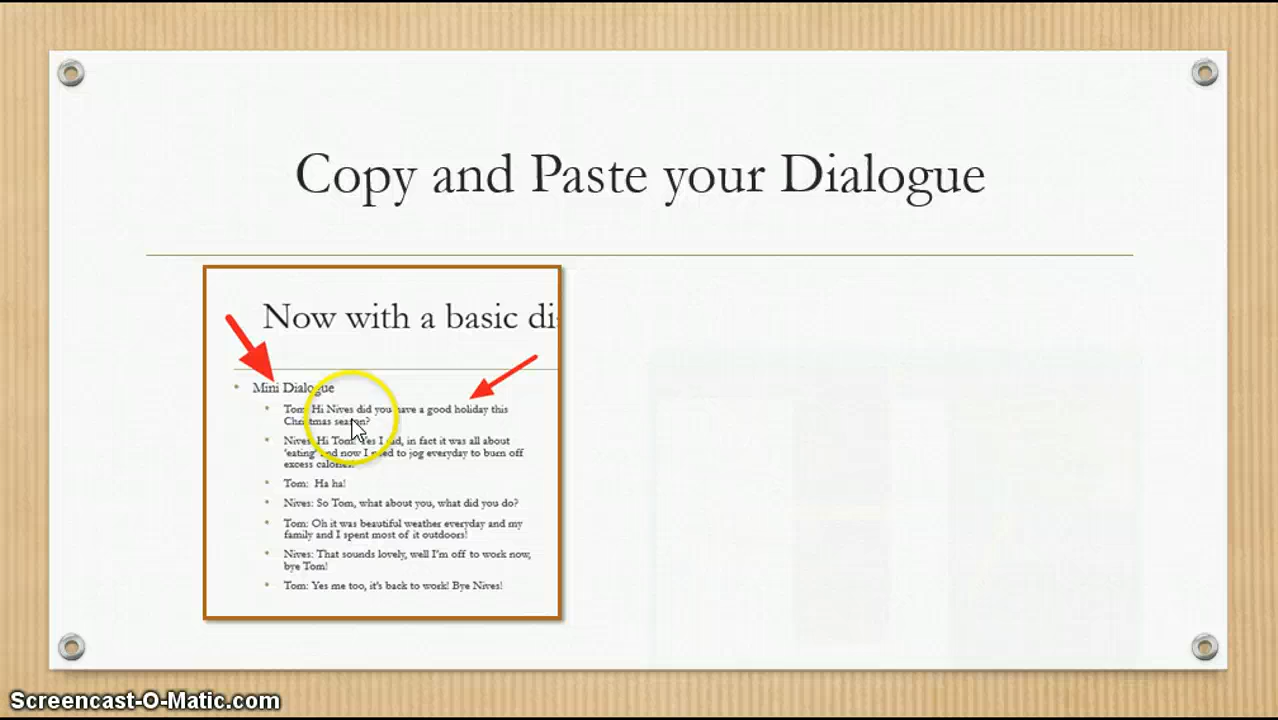 Copy and Paste your Dialogue
Now with a basic di
Mini Dialogue
Tom: Hi Nives did you have a good holiday this
Christmas season?
Nives: Hi Tom! Yes I did, in fact it was all about
'eating' and now I need to jog everyday to burn off
excess calories.
Tom: Ha ha!
Nives: So Tom, what about you, what did you do?
Tom: Oh it was beautiful weather everyday and my
family and I spent most of it outdoors!
Nives: That sounds lovely, well I'm off to work now,
bye Tom!
Tom: Yes me too, it's back to work! Bye Nives!
Screencast-O-Matic.com